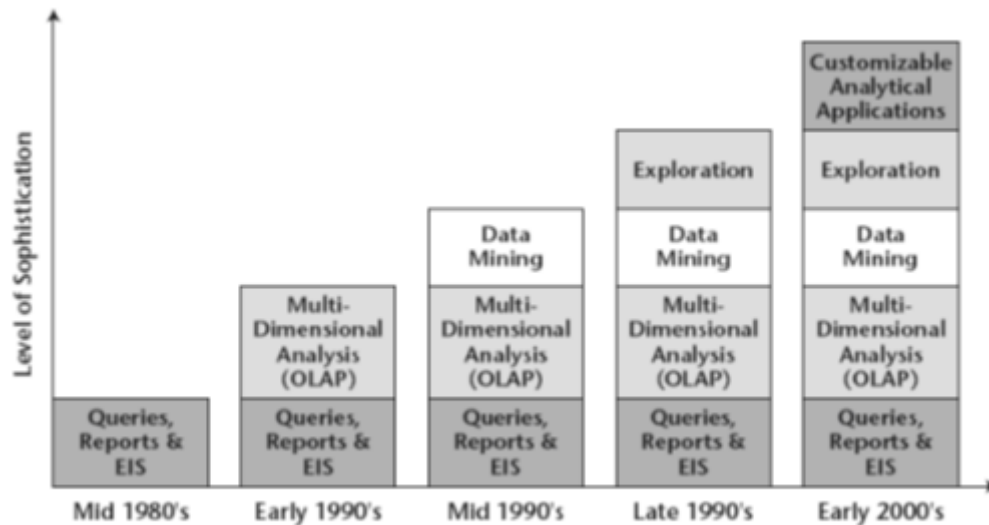 Level of Sophistication
Customizable
Analytical
Applications
Exploration
Exploration
Data
Mining
Data
Mining
Data
Mining
Multi-
Dimensional
Analysis
(OLAP)
Multi-
Dimensional
Analysis
(OLAP)
Multi-
Dimensional
Analysis
(OLAP)
Multi-
Dimensional
Analysis
(OLAP)
Queries,
Reports &
EIS
Queries,
Reports &
EIS
Queries,
Reports &
EIS
Queries,
Reports &
EIS
Queries,
Reports &
EIS
Mid 1980's
Early 1990's
Mid 1990's
Late 1990's
Early 2000's